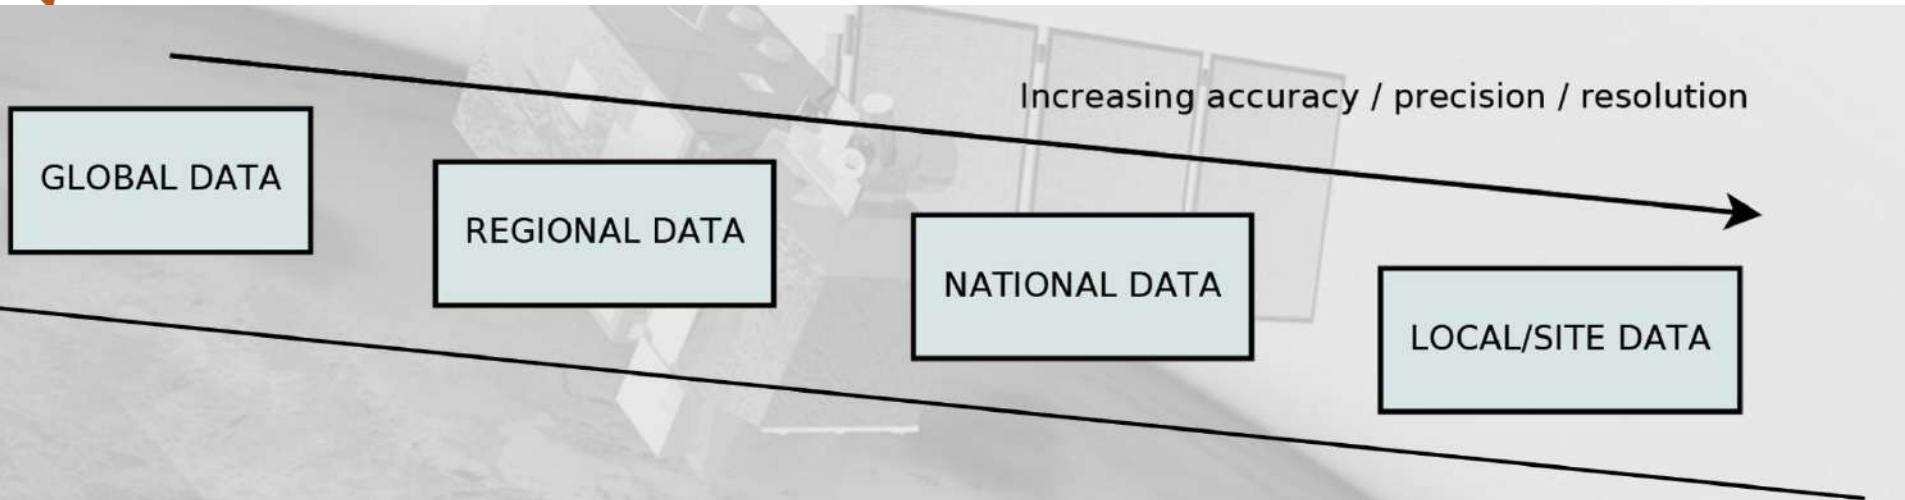 Increasing accuracy / precision / resolution
GLOBAL DATA
REGIONAL DATA
NATIONAL DATA
LOCAL/SITE DATA